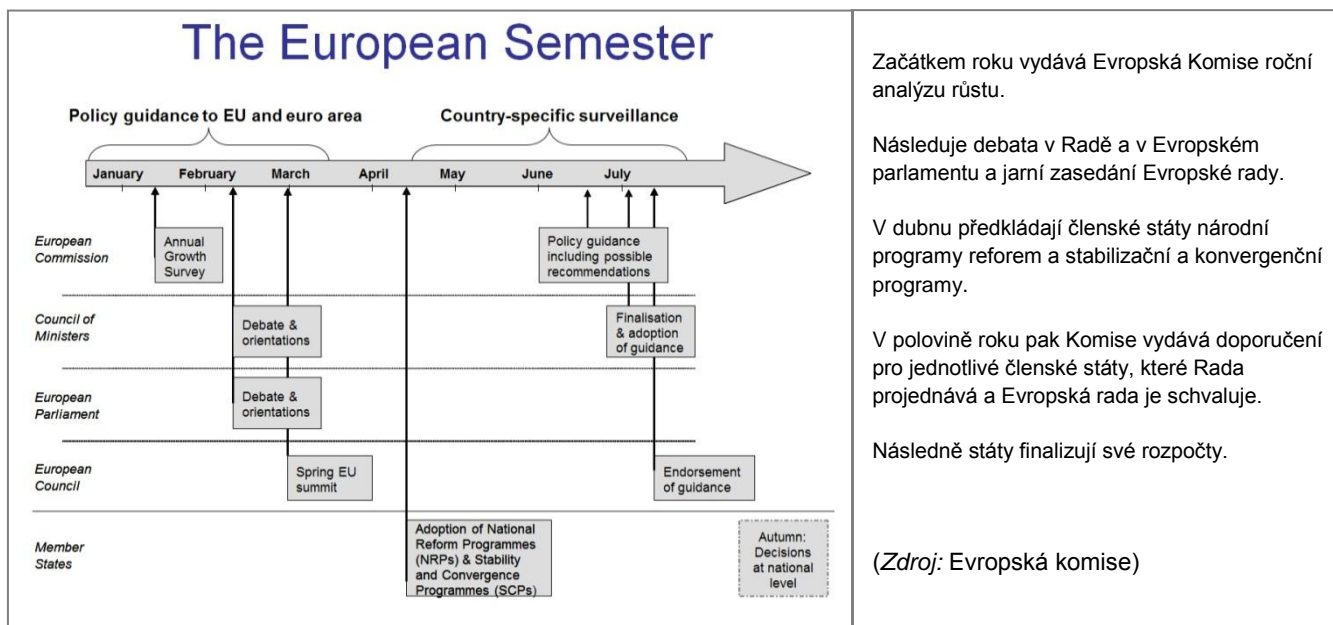 The European Semester
Policy guidance to EU and euro area
Country-specific surveillance
January
February
March
April
May
June
July
European
Commission
Annual
Growth
Survey
Policy guidance
including possible
recommendations
Council of
Ministers
Debate &
orientations
Finalisation
& adoption
of guidance
European
Parliament
Debate &
orientations
European
Council
Spring EU
summit
Endorsement
of guidance
Member
States
Adoption of National
Reform Programmes
(NRPs) & Stability
and Convergence
Programmes (SCPs)
Autumn:
Decisions
at national
level
Začátkem roku vydává Evropská Komise roční
analýzu růstu.
Následuje debata v Radě a v Evropském
parlamentu a jarní zasedání Evropské rady.
V dubnu předkládají členské státy národní
programy reforem a stabilizační a konvergenční
programy.
V polovině roku pak Komise vydává doporučení
pro jednotlivé členské státy, které Rada
projednává a Evropská rada je schvaluje.
Následně státy finalizují své rozpočty.
(Zdroj: Evropská komise)